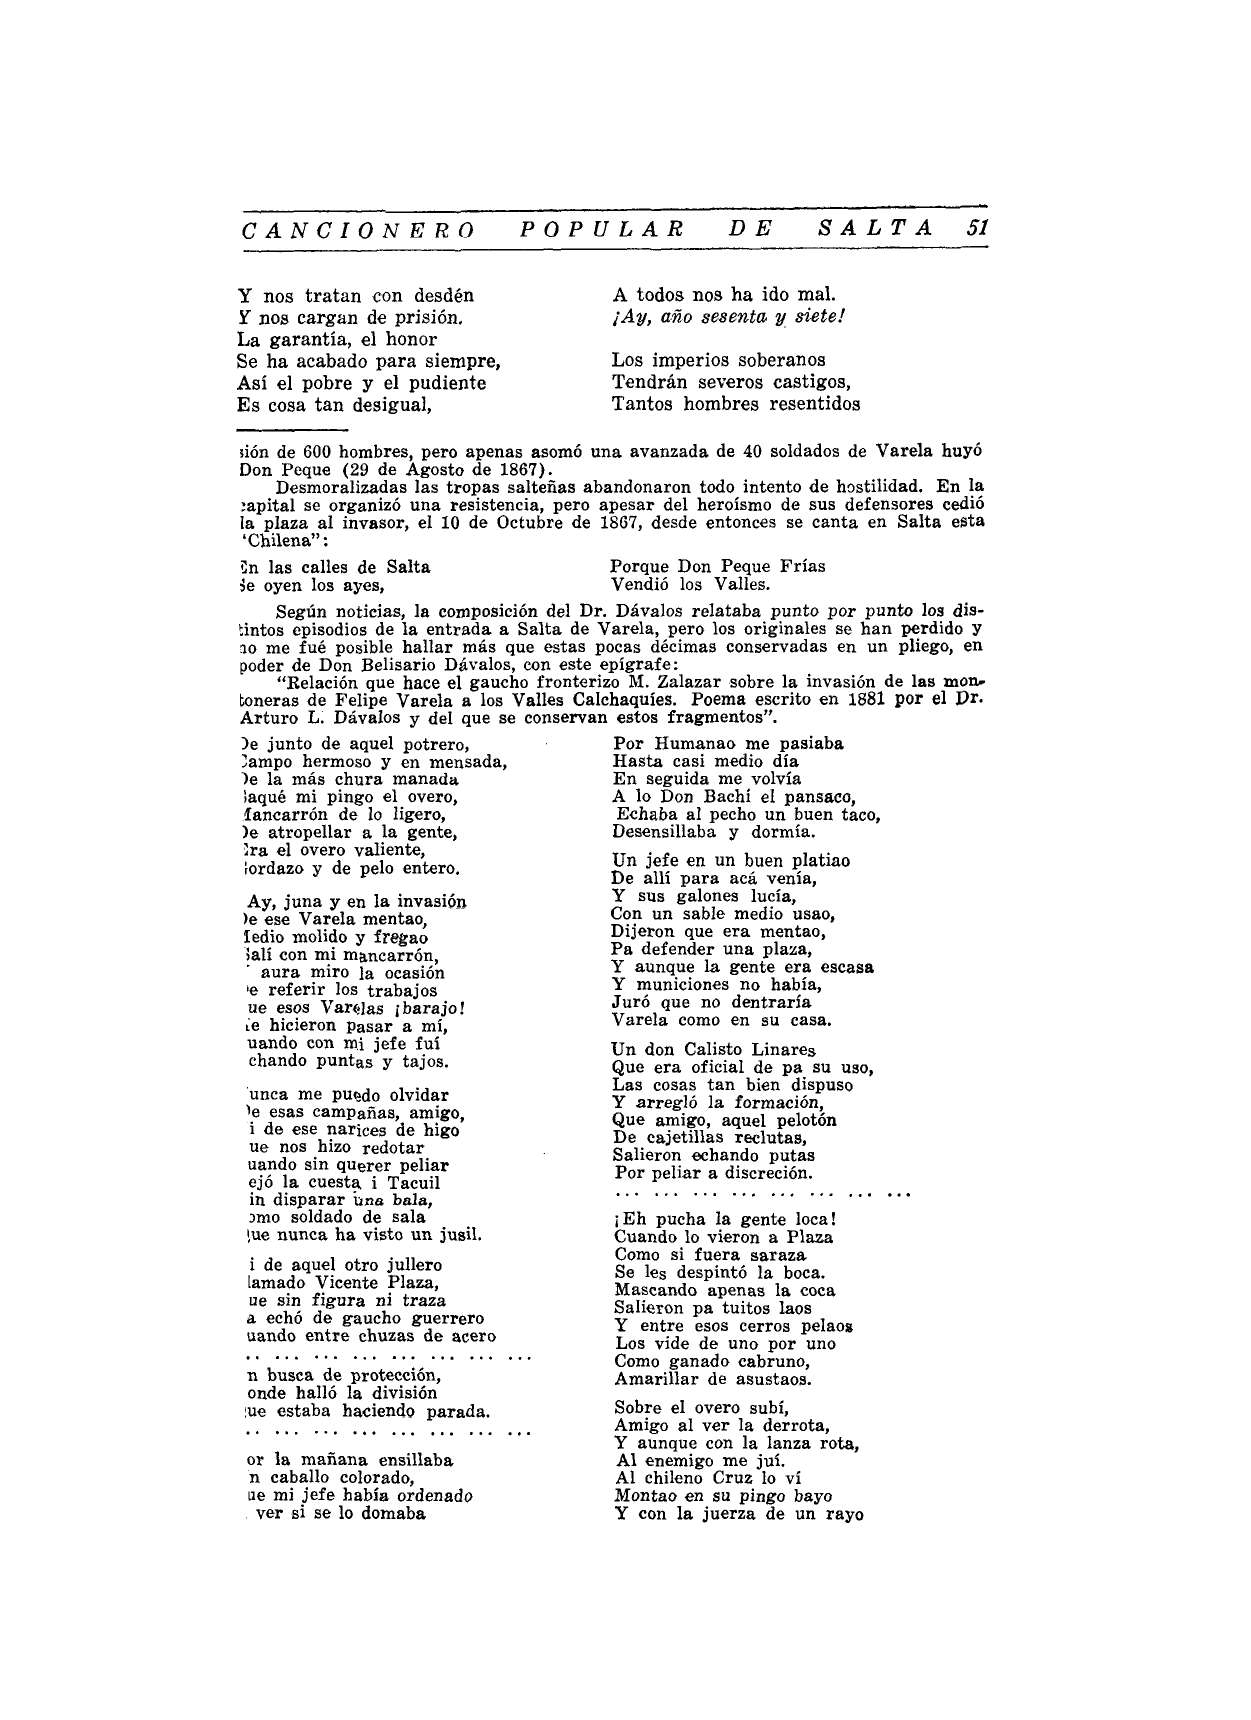 CANCIONERO POPULAR DE SALTA 51
Y nos tratan con desdén
Y nos cargan de prisión.
La garantía, el honor
Se ha acabado para siempre,
Así el pobre y el pudiente
Es cosa tan desigual,
A todos nos ha ido mal.
¡Ay, año sesenta y siete!
Los imperios soberanos
Tendrán severos castigos,
Tantos hombres resentidos
sión de 600 hombres, pero apenas asomó una avanzada de 40 soldados de Varela huyó
Don Peque (29 de Agosto de 1867).
Desmoralizadas las tropas salteñas abandonaron todo intento de hostilidad. En la
capital se organizó una resistencia, pero apesar del heroísmo de sus defensores cedió
la plaza al invasor, el 10 de Octubre de 1867, desde entonces se canta en Salta esta
‘Chilena”:
En las calles de Salta
Se oyen los ayes,
Porque Don Peque Frías
Vendió los Valles.
Según noticias, la composición del Dr. Dávalos relataba punto por punto los dis-
tintos episodios de la entrada a Salta de Varela, pero los originales se han perdido y
no me fué posible hallar más que estas pocas décimas conservadas en un pliego, en
poder de Don Belisario Dávalos, con este epígrafe:
“Relación que hace el gaucho fronterizo M. Zalazar sobre la invasión de las mon-
toneras de Felipe Varela a los Valles Calchaquíes. Poema escrito en 1881 por el Dr.
Arturo L. Dávalos y del que se conservan estos fragmentos”.
De junto de aquel potrero,
Campo hermoso y en mensada,
De la más chura manada
Saqué mi pingo el overo,
Mancarrón de lo ligero,
De atropellar a la gente,
Era el overo valiente,
Gordazo y de pelo entero.
Ay, juna y en la invasión
De ese Varela mentao,
Medio molido y fregao
Salí con mi mancarrón,
aura miro la ocasión
e referir los trabajos
ue esos Varelas ¡barajo!
e hicieron pasar a mí,
uando con mi jefe fuí
chando puntas y tajos.
unca me puedo olvidar
e esas campañas, amigo,
i de ese narices de higo
ue nos hizo redotar
uando sin querer peliar
ejó la cuesta i Tacuil
in disparar una bala,
omo soldado de sala
ue nunca ha visto un jusil.
i de aquel otro jullero
lamado Vicente Plaza,
ue sin figura ni traza
a echó de gaucho guerrero
uando entre chuzas de acero
.. ... ... ... ... ... ... ...
n busca de protección,
onde halló la división
ue estaba haciendo parada.
.. ... ... ... ... ... ... ...
or la mañana ensillaba
n caballo colorado,
ue mi jefe había ordenado
ver si se lo domaba
Por Humanao me pasiaba
Hasta casi medio día
En seguida me volvía
A lo Don Bachí el pansaco,
Echaba al pecho un buen taco,
Desensillaba y dormía.
Un jefe en un buen platiao
De allí para acá venía,
Y sus galones lucía,
Con un sable medio usao,
Dijeron que era mentao,
Pa defender una plaza,
Y aunque la gente era escasa
Y municiones no había,
Juró que no dentraría
Varela como en su casa.
Un don Calisto Linares
Que era oficial de pa su uso,
Las cosas tan bien dispuso
Y arregló la formación,
Que amigo, aquel pelotón
De cajetillas reclutas,
Salieron echando putas
Por peliar a discreción.
... ... ... ... ... ... ... ...
¡Eh pucha la gente loca!
Cuando lo vieron a Plaza
Como si fuera saraza
Se les despintó la boca.
Mascando apenas la coca
Salieron pa tuitos laos
Y entre esos cerros pelaos
Los vide de uno por uno
Como ganado cabruno,
Amarillar de asustaos.
Sobre el overo subí,
Amigo al ver la derrota,
Y aunque con la lanza rota,
Al enemigo me juí.
Al chileno Cruz lo ví
Montao en su pingo bayo
Y con la juerza de un rayo